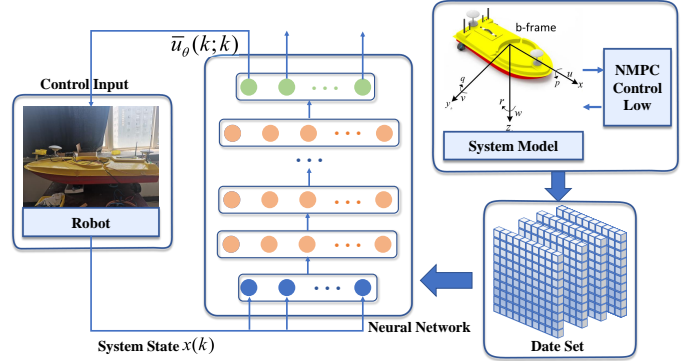 ū_θ(k;k)
Control Input
Robot
System State x(k)
Neural Network
b-frame
q
v
y
r
w
z
u
p
x
System Model
NMPC
Control
Low
Date Set